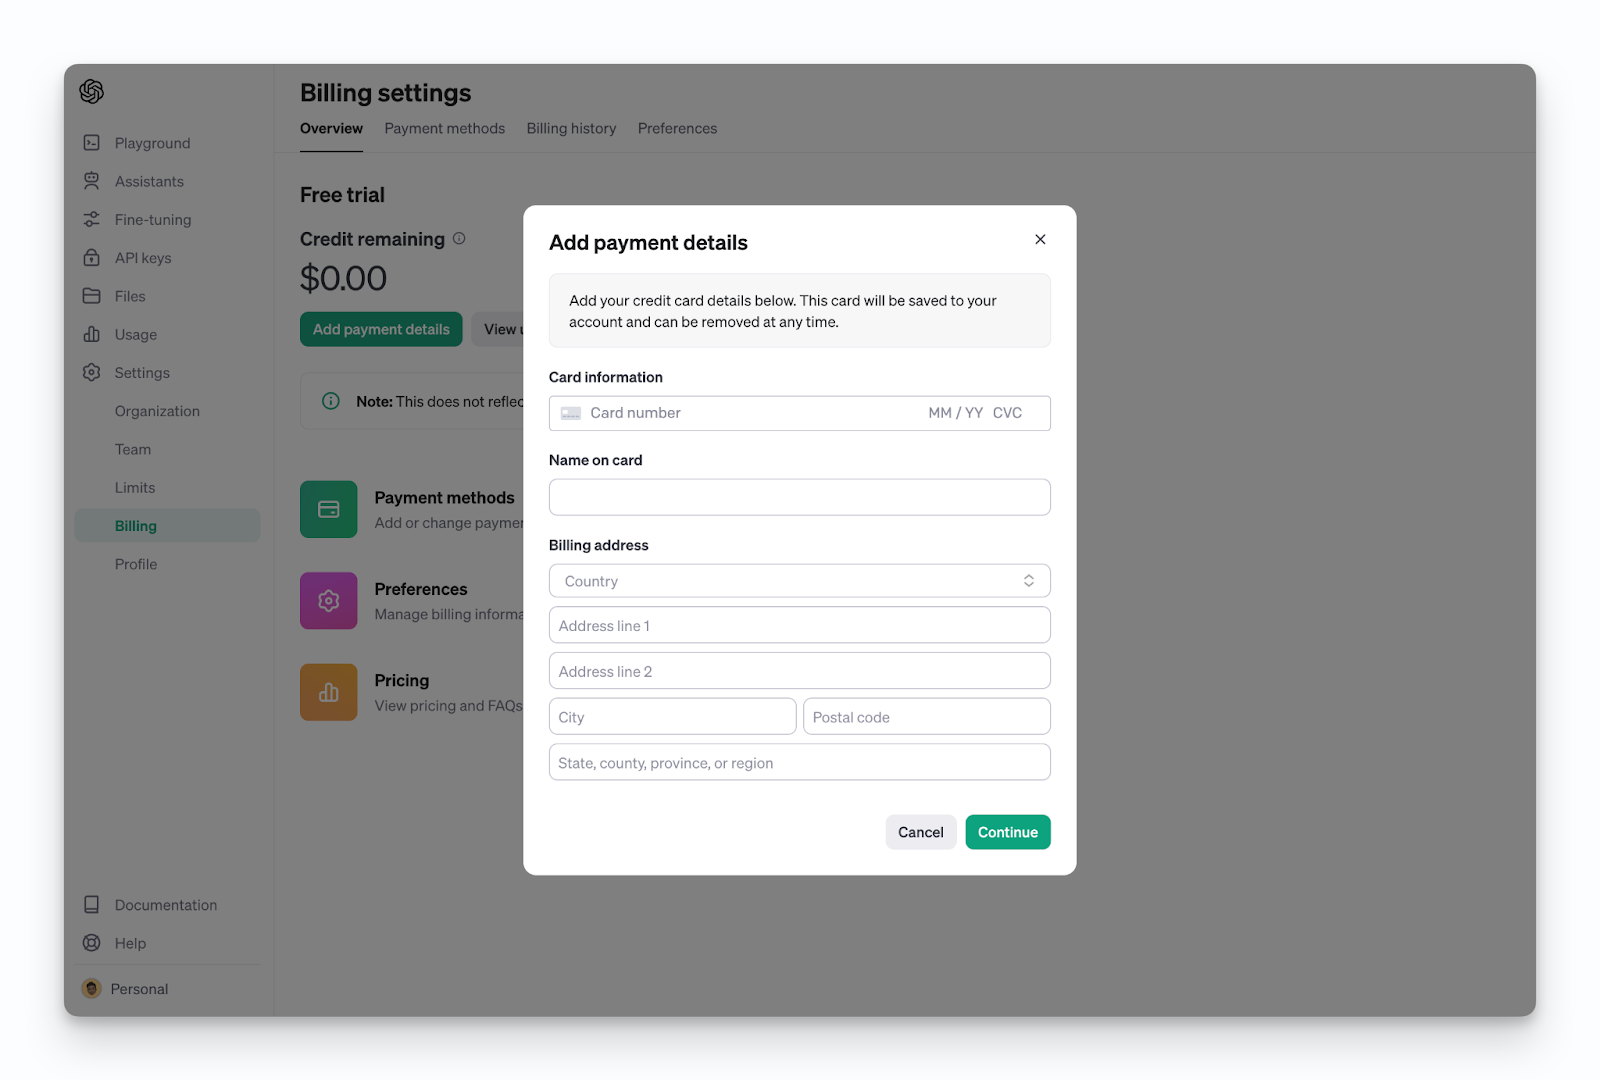 Billing settings
Overview Payment methods Billing history Preferences
Playground
Assistants
Fine-tuning
API keys
Files
Usage
Settings
Organization
Team
Limits
Billing
Profile
Documentation
Help
Personal
Free trial
Credit remaining
$0.00
Add payment details View
Note: This does not
Payment methods
Add or change
Preferences
Manage billing
Pricing
View pricing and FAQs
Add payment details
Add your credit card details below. This card will be saved to your
account and can be removed at any time.
Card information
Card number MM / YY CVC
Name on card
Billing address
Country
Address line 1
Address line 2
City Postal code
State, county, province, or region
Cancel Continue